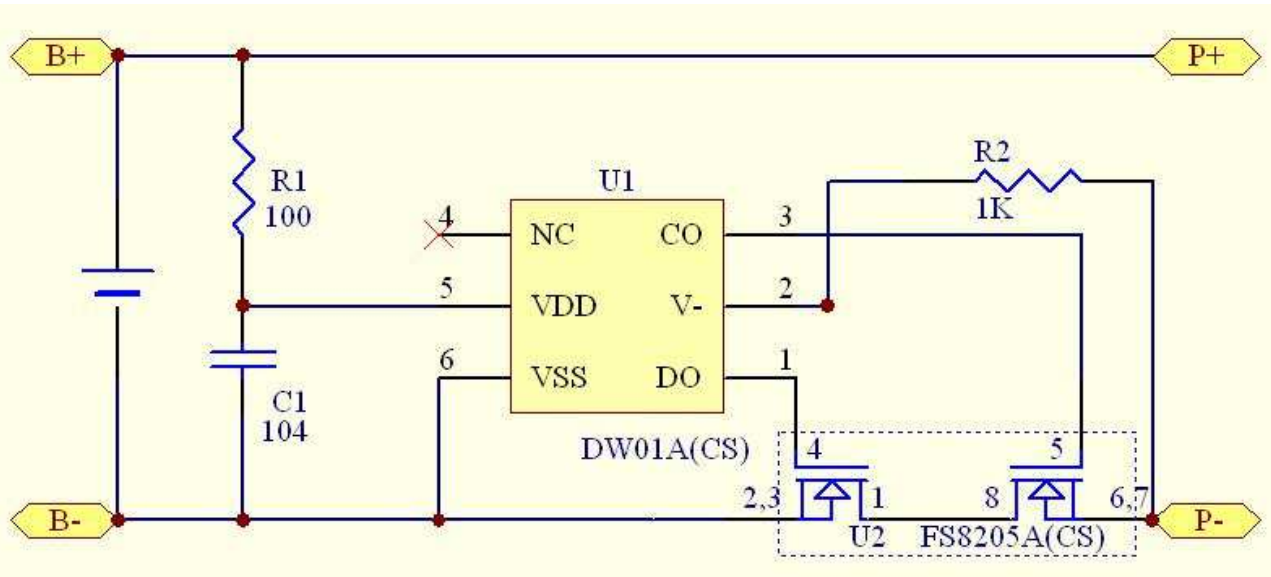 B+
P+
R1
100
R2
1K
U1
4
NC
CO
3
5
VDD
V-
2
6
VSS
DO
1
C1
104
DW01A(CS)
4
5
2,3
1
8
6,7
B-
P-
U2
FS8205A(CS)